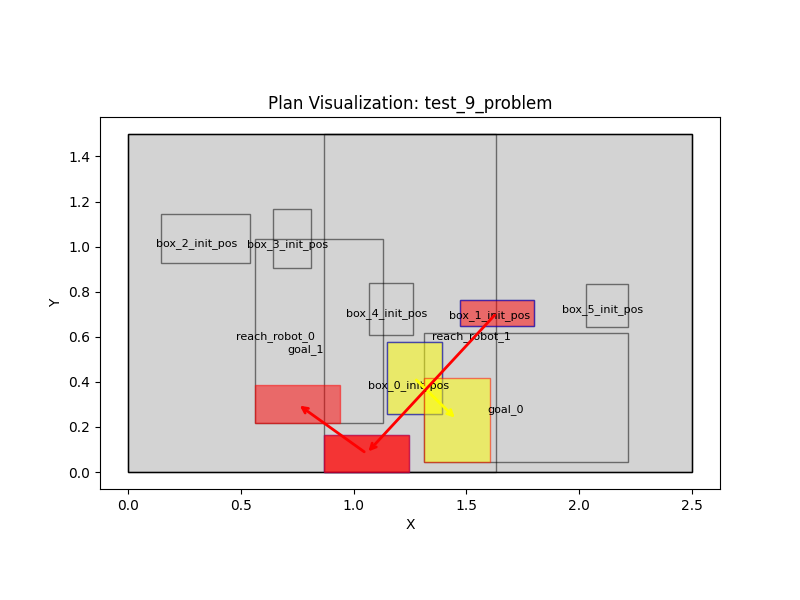 Plan Visualization: test_9_problem
1.4
1.2
1.0
0.8
0.6
0.4
0.2
0.0
Y
box_2_init_pos
box_3_init_pos
box_4_init_pos
box_1_init_pos
box_5_init_pos
reach_robot_0
reach_robot_1
goal_1
box_0_init_pos
goal_0
0.0
0.5
1.0
1.5
2.0
2.5
X